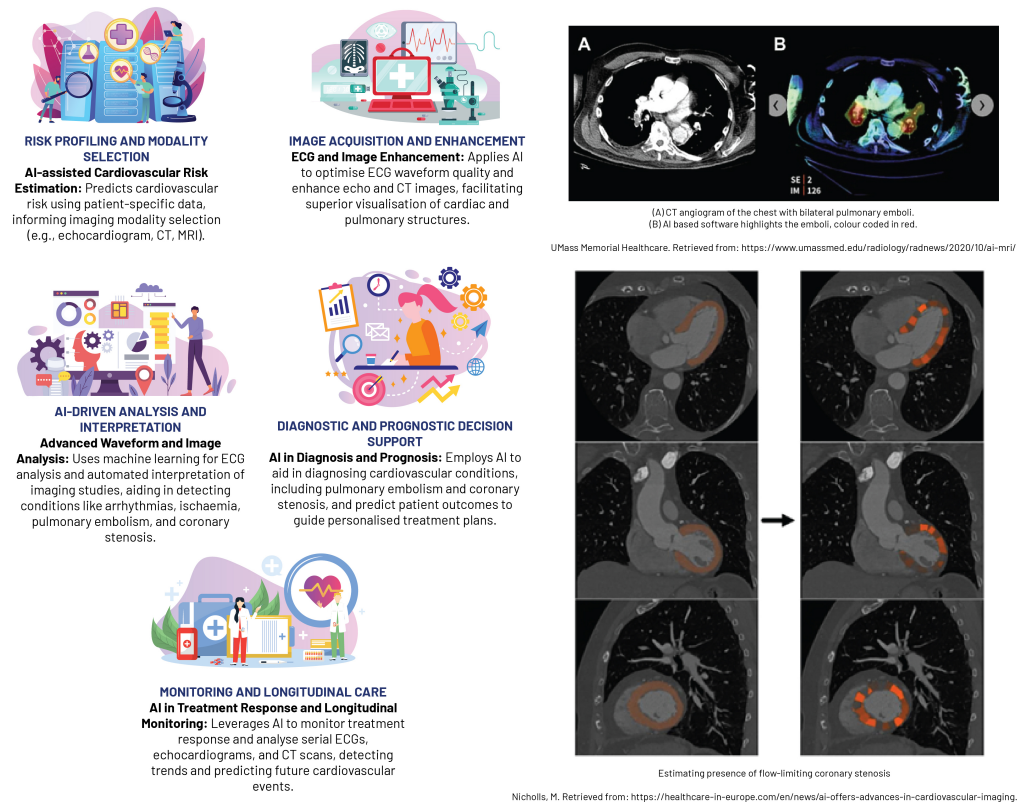 RISK PROFILING AND MODALITY
SELECTION
AI-assisted Cardiovascular Risk
Estimation: Predicts cardiovascular
risk using patient-specific data,
informing imaging modality selection
(e.g., echocardiogram, CT, MRI).
IMAGE ACQUISITION AND ENHANCEMENT
ECG and Image Enhancement: Applies AI
to optimise ECG waveform quality and
enhance echo and CT images, facilitating
superior visualisation of cardiac and
pulmonary structures.
AI-DRIVEN ANALYSIS AND
INTERPRETATION
Advanced Waveform and Image
Analysis: Uses machine learning for ECG
analysis and automated interpretation of
imaging studies, aiding in detecting
conditions like arrhythmias, ischaemia,
pulmonary embolism, and coronary
stenosis.
DIAGNOSTIC AND PROGNOSTIC DECISION
SUPPORT
AI in Diagnosis and Prognosis: Employs AI to
aid in diagnosing cardiovascular conditions,
including pulmonary embolism and coronary
stenosis, and predict patient outcomes to
guide personalised treatment plans.
MONITORING AND LONGITUDINAL CARE
AI in Treatment Response and Longitudinal
Monitoring: Leverages AI to monitor treatment
response and analyse serial ECGs,
echocardiograms, and CT scans, detecting
trends and predicting future cardiovascular
events.
A
B
SE 2
IM 126
(A) CT angiogram of the chest with bilateral pulmonary emboli.
(B) AI based software highlights the emboli, colour coded in red.
UMass Memorial Healthcare. Retrieved from: https://www.umassmed.edu/radiology/radnews/2020/10/ai-mri/
Estimating presence of flow-limiting coronary stenosis
Nicholls, M. Retrieved from: https://healthcare-in-europe.com/en/news/ai-offers-advances-in-cardiovascular-imaging.